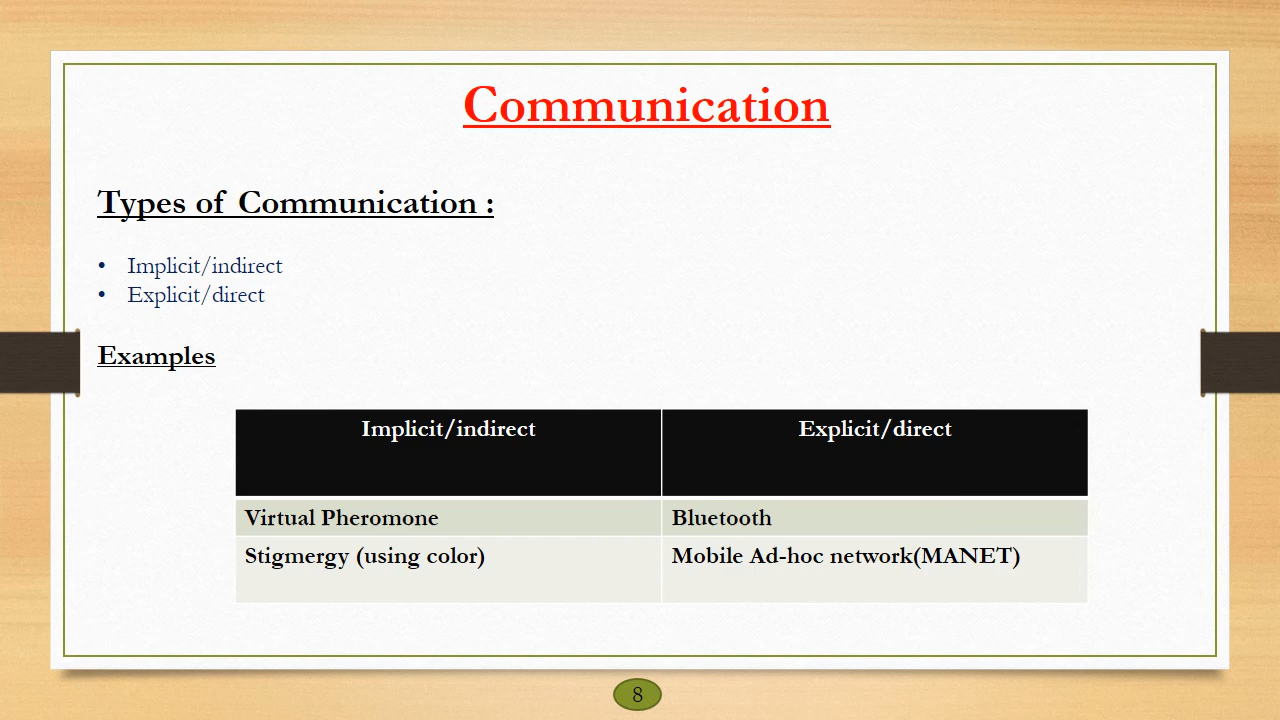 Communication
Types of Communication :
• Implicit/indirect
• Explicit/direct
Examples
Implicit/indirect Explicit/direct
Virtual Pheromone Bluetooth
Stigmergy (using color) Mobile Ad-hoc network(MANET)
8